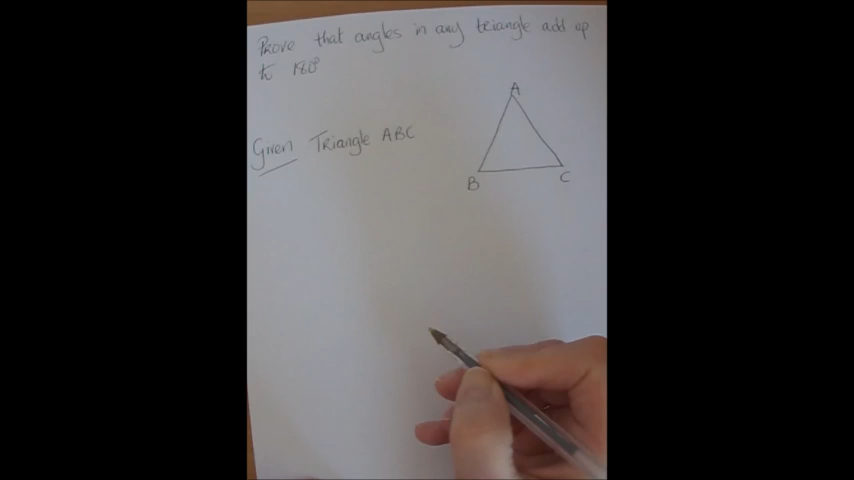 Prove that angles in any triangle add up
to 180°
A
Given Triangle ABC
B C